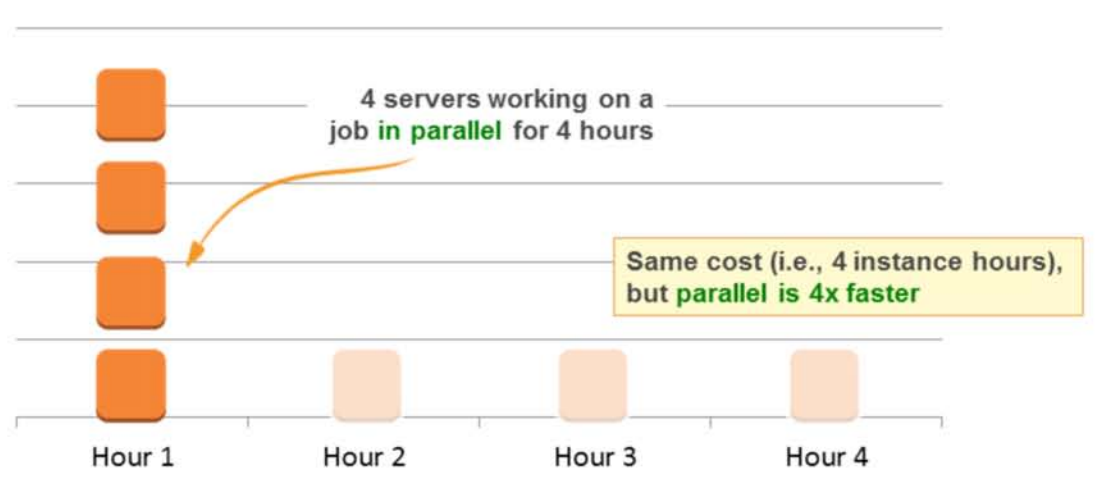 4 servers working on a
job in parallel for 4 hours
Same cost (i.e., 4 instance hours),
but parallel is 4x faster
Hour 1
Hour 2
Hour 3
Hour 4